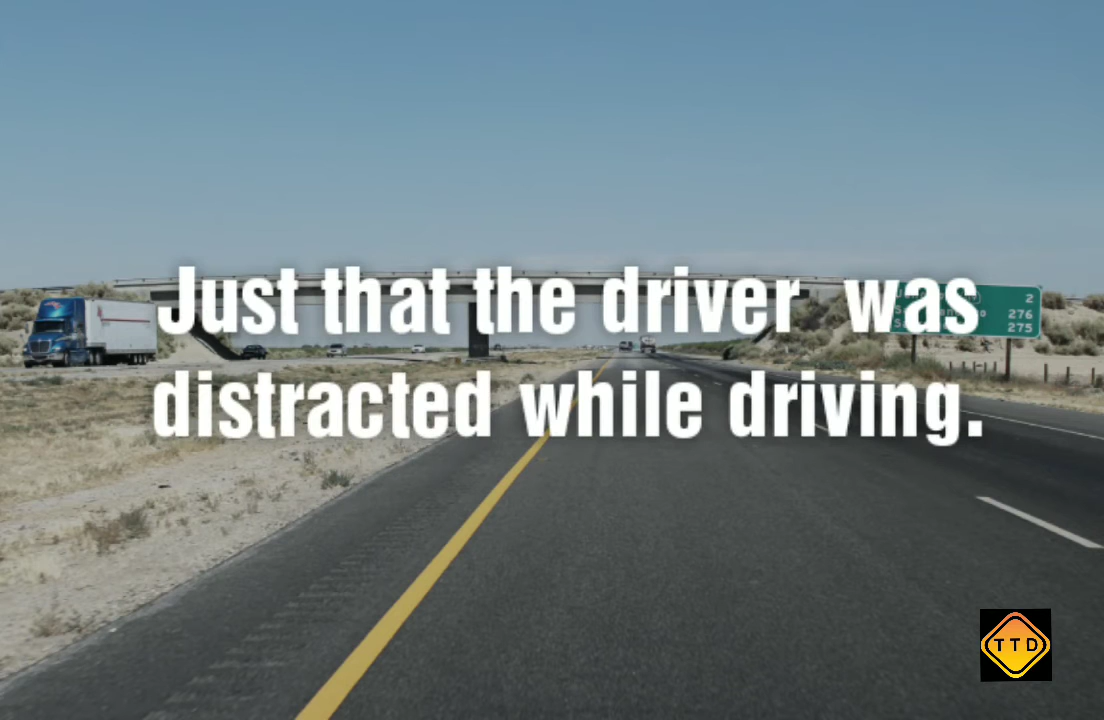 Just that the driver was
distracted while driving.
2
276
275
TTD